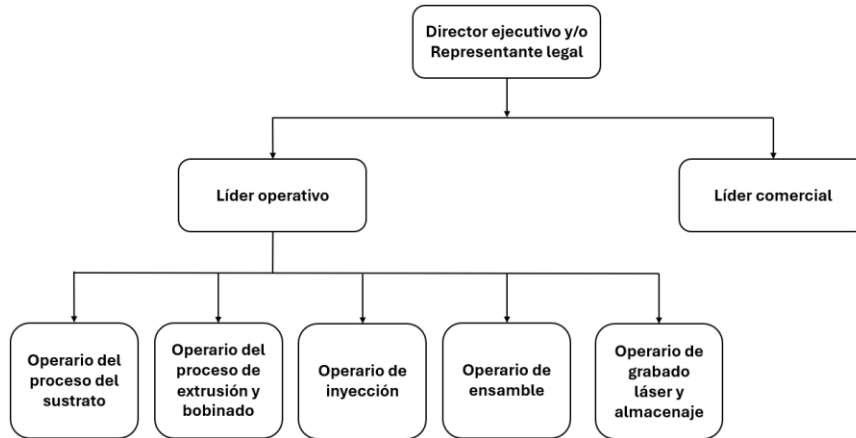 Director ejecutivo y/o
Representante legal
Líder operativo
Líder comercial
Operario del
proceso del
sustrato
Operario del
proceso de
extrusión y
bobinado
Operario de
inyección
Operario de
ensamble
Operario de
grabado
láser y
almacenaje